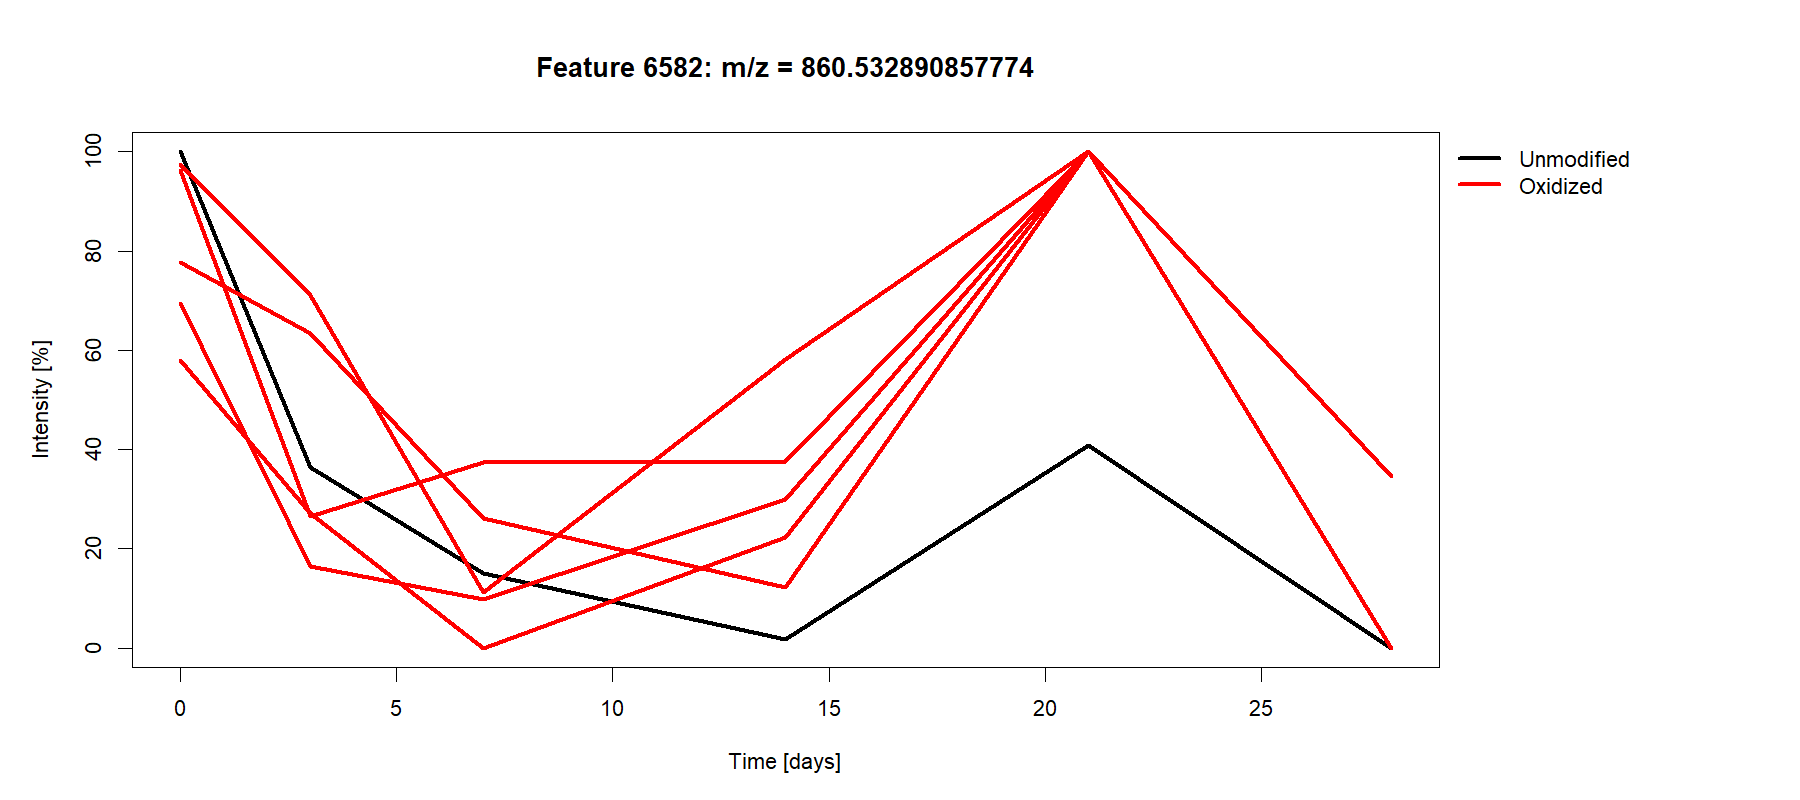 Feature 6582: m/z = 860.532890857774
Unmodified
Oxidized
Intensity [%]
100
80
60
40
20
0
0 5 10 15 20 25
Time [days]